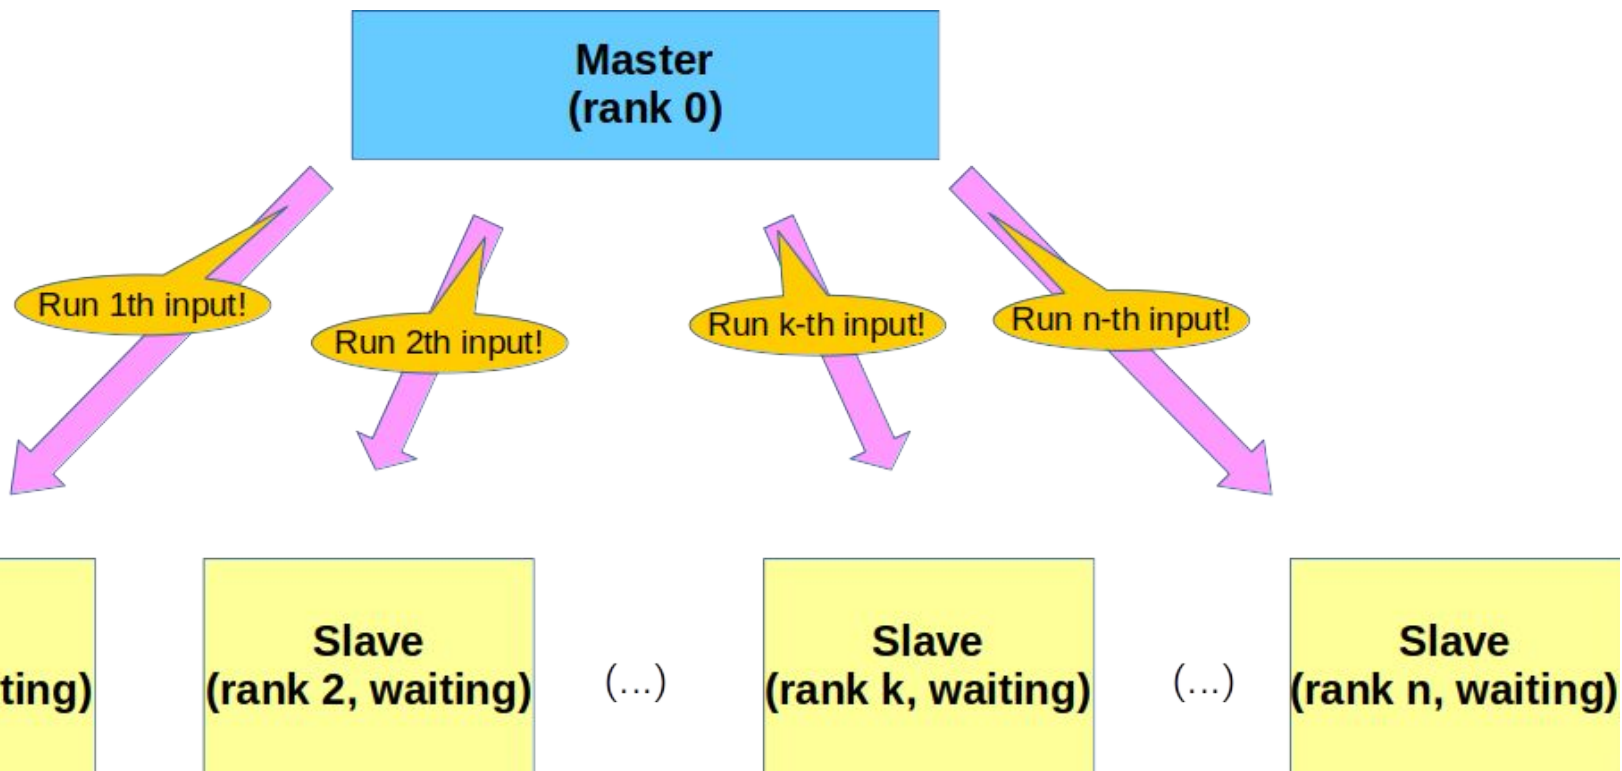 Master
(rank 0)
Run 1th input!
Run 2th input!
Run k-th input!
Run n-th input!
ting)
Slave
(rank 2, waiting)
(...)
Slave
(rank k, waiting)
(...)
Slave
(rank n, waiting)